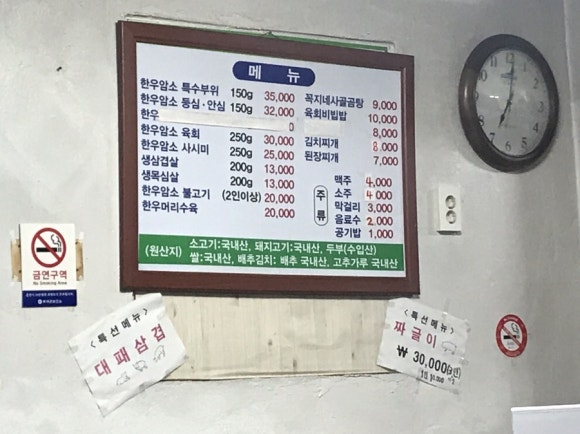 메 뉴
한우암소 특수부위 150g 35,000
한우암소 등심·안심 150g 32,000
한우
한우암소 육회 250g 30,000
한우암소 사시미 250g 25,000
생삼겹살 200g 13,000
생목심살 200g 13,000
한우암소 불고기 (2인이상) 20,000
한우머리수육 20,000
꼭지네사골곰탕 9,000
육회비빔밥 10,000
8,000
김치찌개 8,000
된장찌개 7,000
주류
맥주 4,000
소주 4,000
막걸리 3,000
음료수 2,000
공기밥 1,000
(원산지) 소고기:국내산, 돼지고기:국내산, 두부(수입산)
쌀:국내산, 배추김치: 배추 국내산, 고추가루 국내산
금연구역
No Smoking Area
<특선메뉴>
대패삼겹
<특선메뉴>
짜글이
₩ 30,000